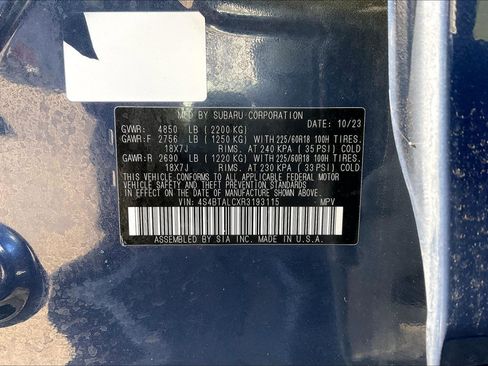 MFD BY SUBARU CORPORATION
DATE: 10/23
GVWR: 4850 LB ( 2200 KG)
GAWR:F 2756 LB ( 1250 KG) WITH 225/60R18 100H TIRES.
18X7J RIMS. AT 240 KPA ( 35 PSI) COLD
GAWR:R 2690 LB ( 1220 KG) WITH 225/60R18 100H TIRES.
18X7J RIMS. AT 230 KPA ( 33 PSI) COLD
THIS VEHICLE CONFORMS TO ALL APPLICABLE FEDERAL MOTOR
VEHICLE SAFETY, BUMPER, AND THEFT PREVENTION STANDARDS
IN EFFECT ON THE DATE OF MANUFACTURE SHOWN ABOVE.
VIN: 4S4BTALCXR3193115 MPV
ASSEMBLED BY SIA INC. MADE IN U.S.A.